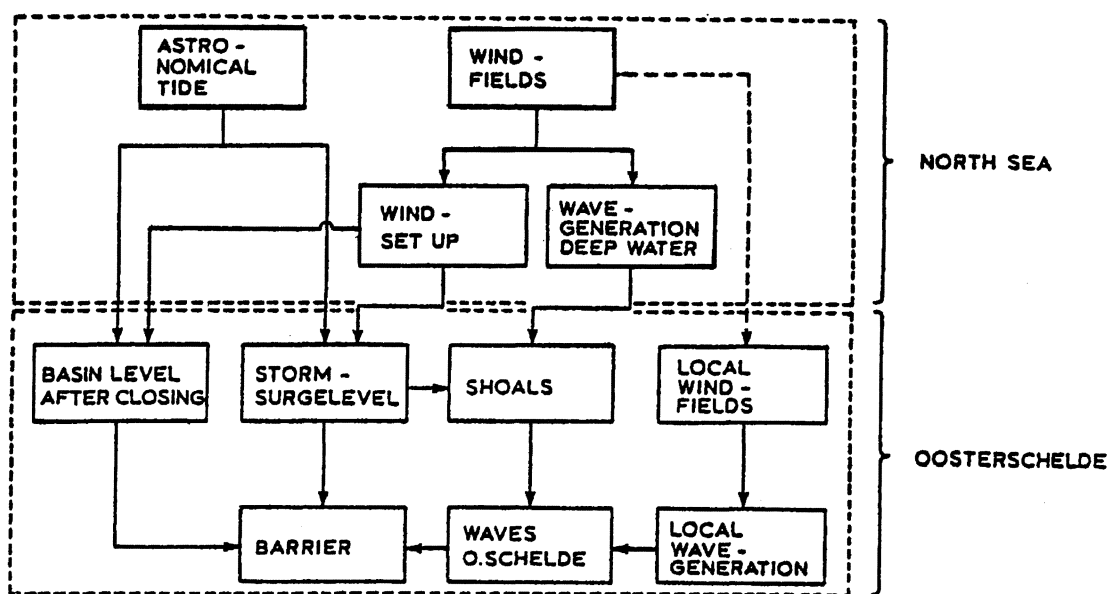 ASTRO-
NOMICAL
TIDE
WIND-
FIELDS
NORTH SEA
WIND-
SET UP
WAVE-
GENERATION
DEEP WATER
BASIN LEVEL
AFTER CLOSING
STORM-
SURGELEVEL
SHOALS
LOCAL
WIND-
FIELDS
OOSTERSCHELDE
BARRIER
WAVES
O.SCHELDE
LOCAL
WAVE-
GENERATION